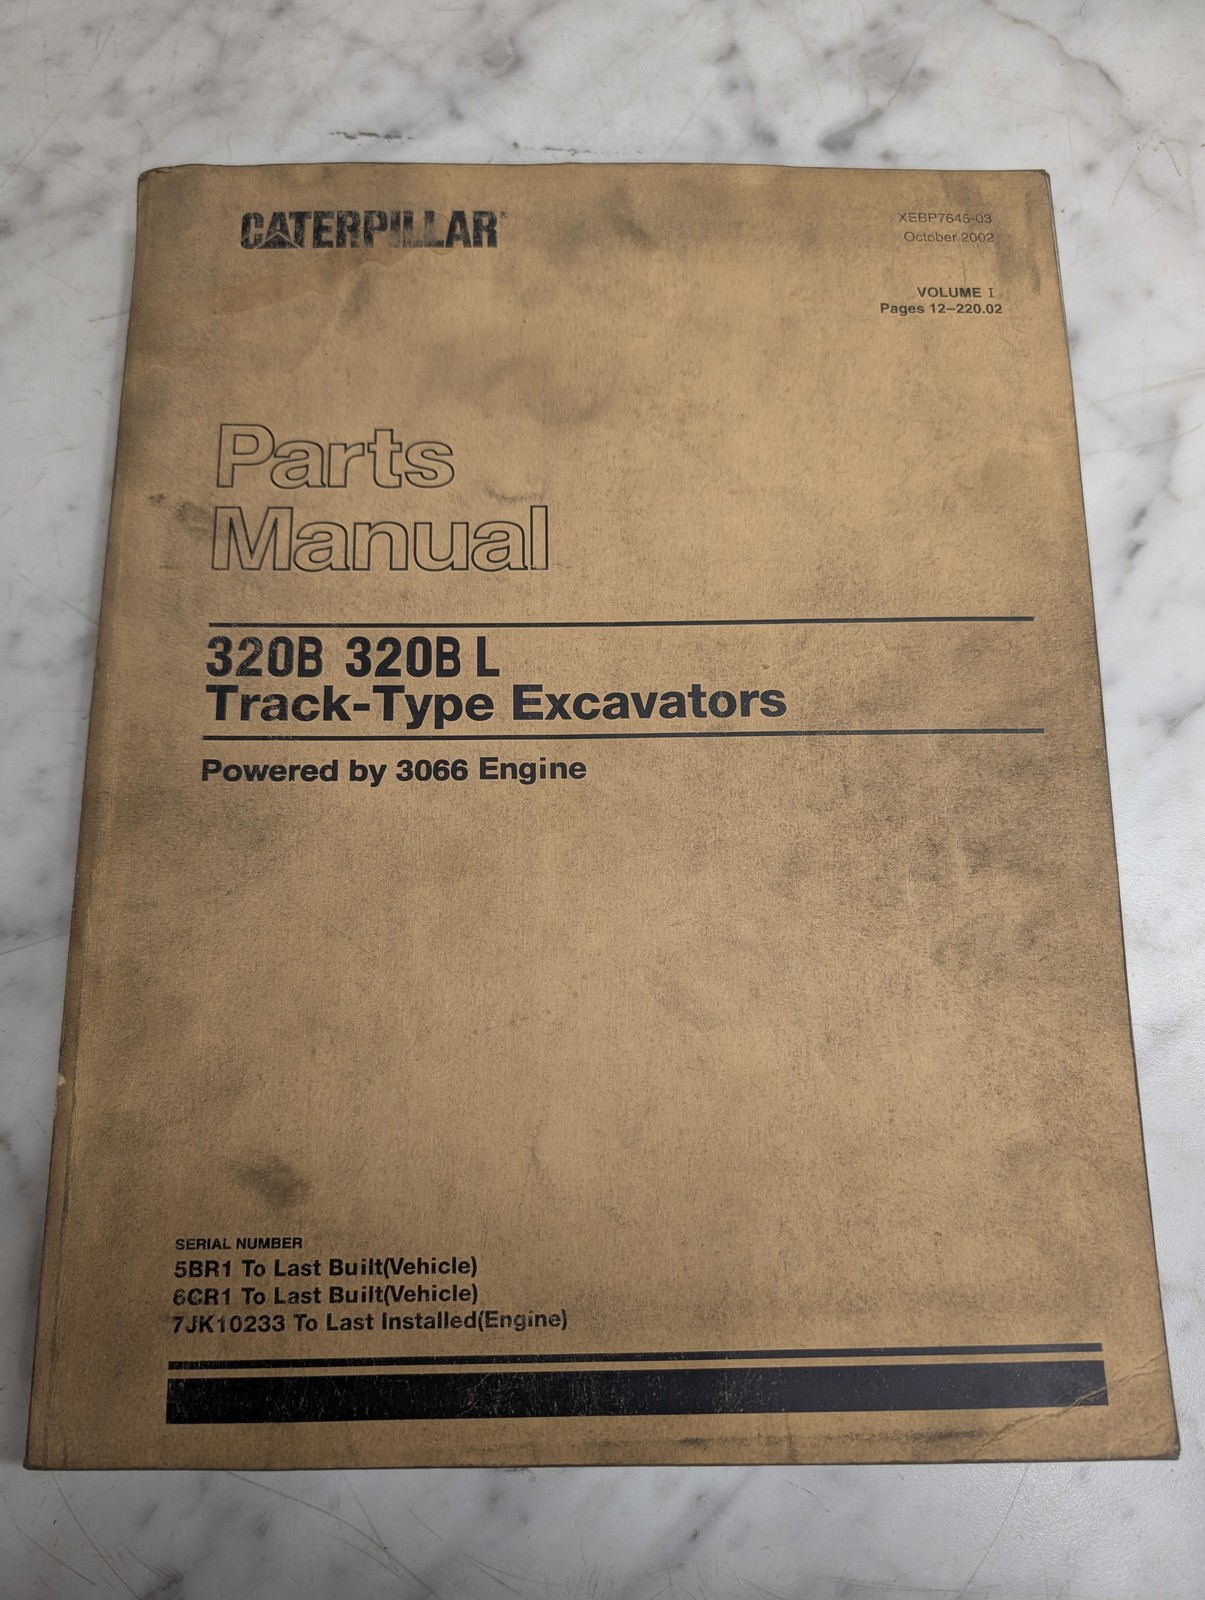 CATERPILLAR®
XEBP7645-03
October 2002
VOLUME I
Pages 12–220.02
Parts
Manual
320B 320B L
Track-Type Excavators
Powered by 3066 Engine
SERIAL NUMBER
5BR1 To Last Built(Vehicle)
6CR1 To Last Built(Vehicle)
7JK10233 To Last Installed(Engine)